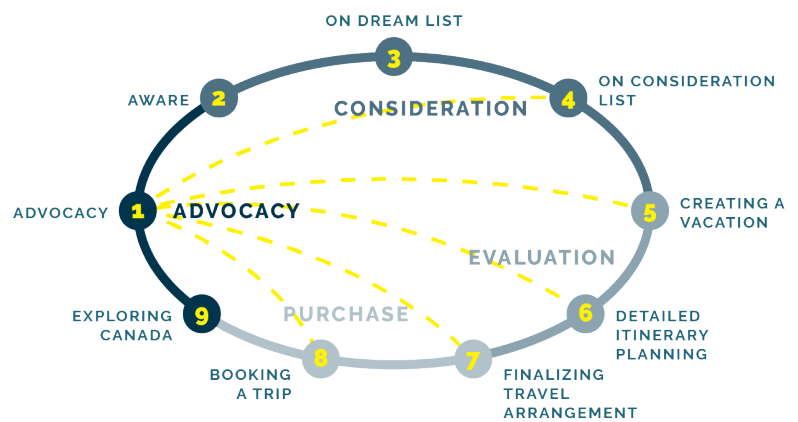 ON DREAM LIST
3
ON CONSIDERATION
LIST
AWARE
2
CONSIDERATION
4
ADVOCACY
1
ADVOCACY
5
CREATING A
VACATION
EVALUATION
EXPLORING
CANADA
9
PURCHASE
6
DETAILED
ITINERARY
PLANNING
BOOKING
A TRIP
8
7
FINALIZING
TRAVEL
ARRANGEMENT